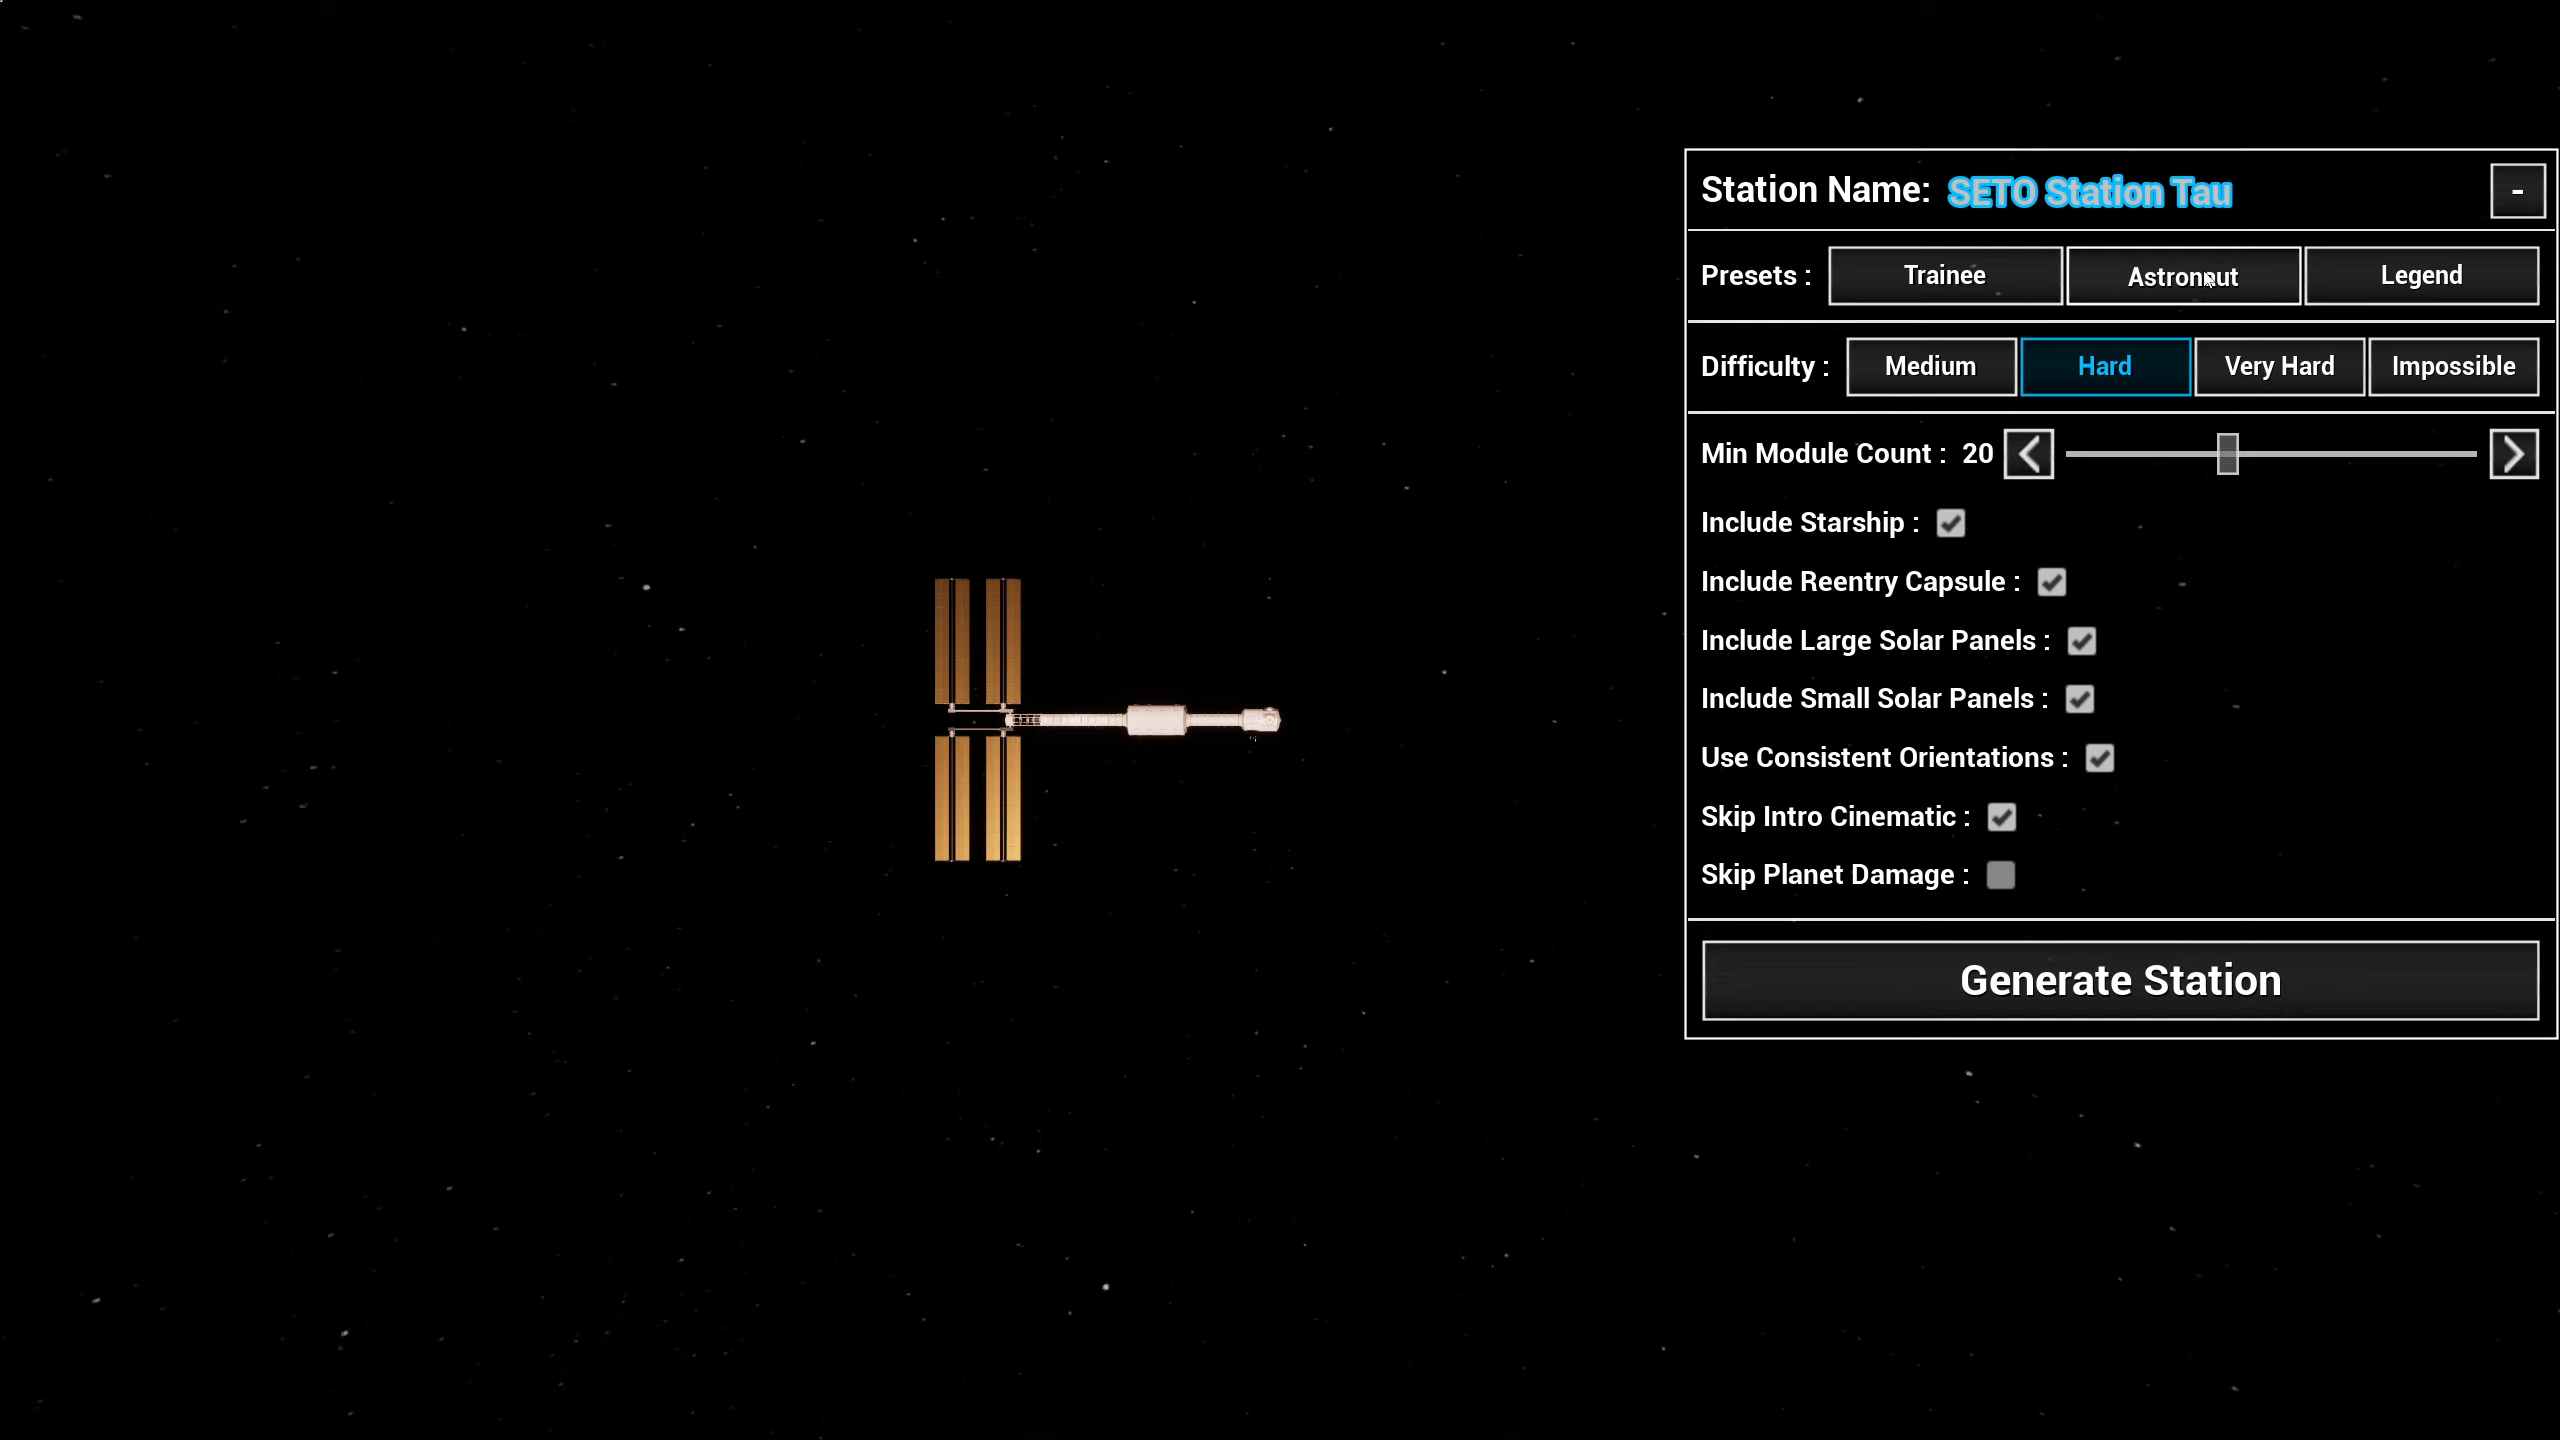 Station Name: SETO Station Tau -
Presets : Trainee Astronaut Legend
Difficulty : Medium Hard Very Hard Impossible
Min Module Count : 20
Include Starship :
Include Reentry Capsule :
Include Large Solar Panels :
Include Small Solar Panels :
Use Consistent Orientations :
Skip Intro Cinematic :
Skip Planet Damage :
Generate Station